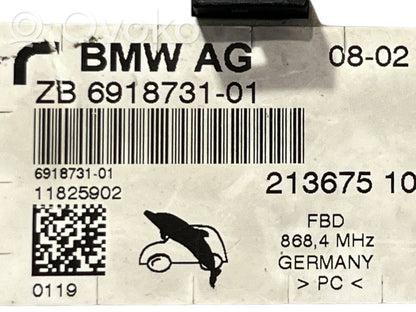 © Ovoko
BMW AG 08-02
ZB 6918731-01
6918731-01
11825902
213675 10
FBD
868,4 MHz
GERMANY
> PC <
0119